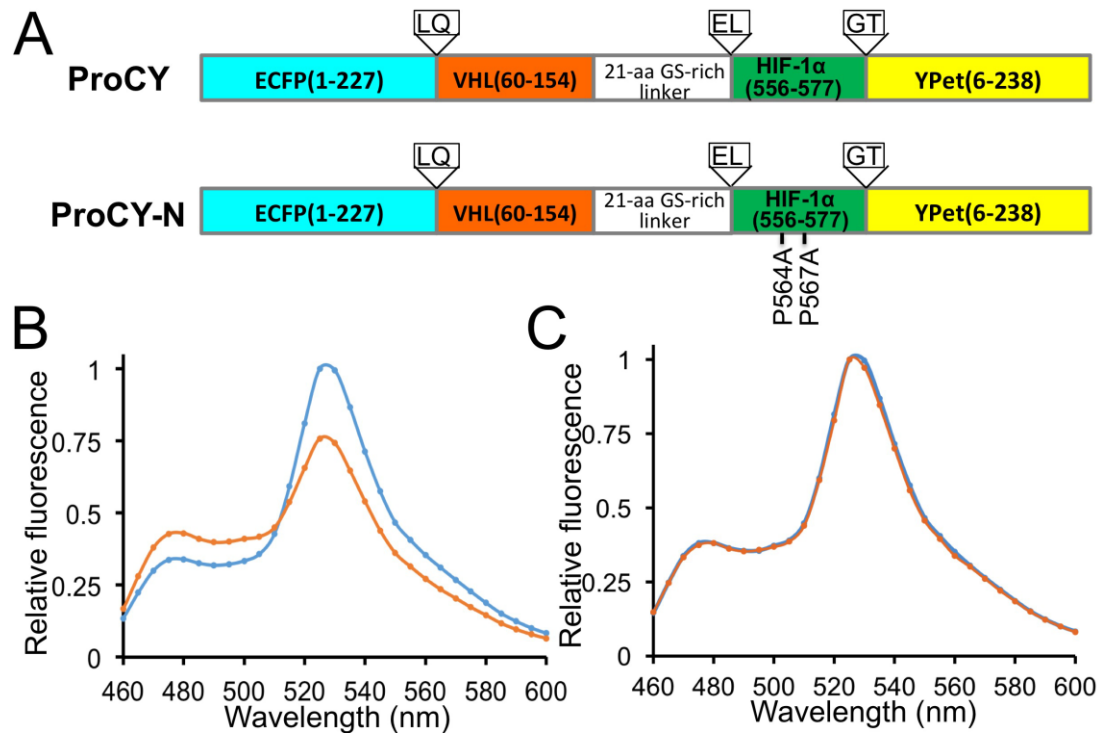 A
LQ EL GT
ProCY ECFP(1-227) VHL(60-154) 21-aa GS-rich linker HIF-1α (556-577) YPet(6-238)
LQ EL GT
ProCY-N ECFP(1-227) VHL(60-154) 21-aa GS-rich linker HIF-1α (556-577) YPet(6-238)
P564A P567A
B
Relative fluorescence
1
0.75
0.5
0.25
0
460 480 500 520 540 560 580 600
Wavelength (nm)
C
Relative fluorescence
1
0.75
0.5
0.25
0
460 480 500 520 540 560 580 600
Wavelength (nm)